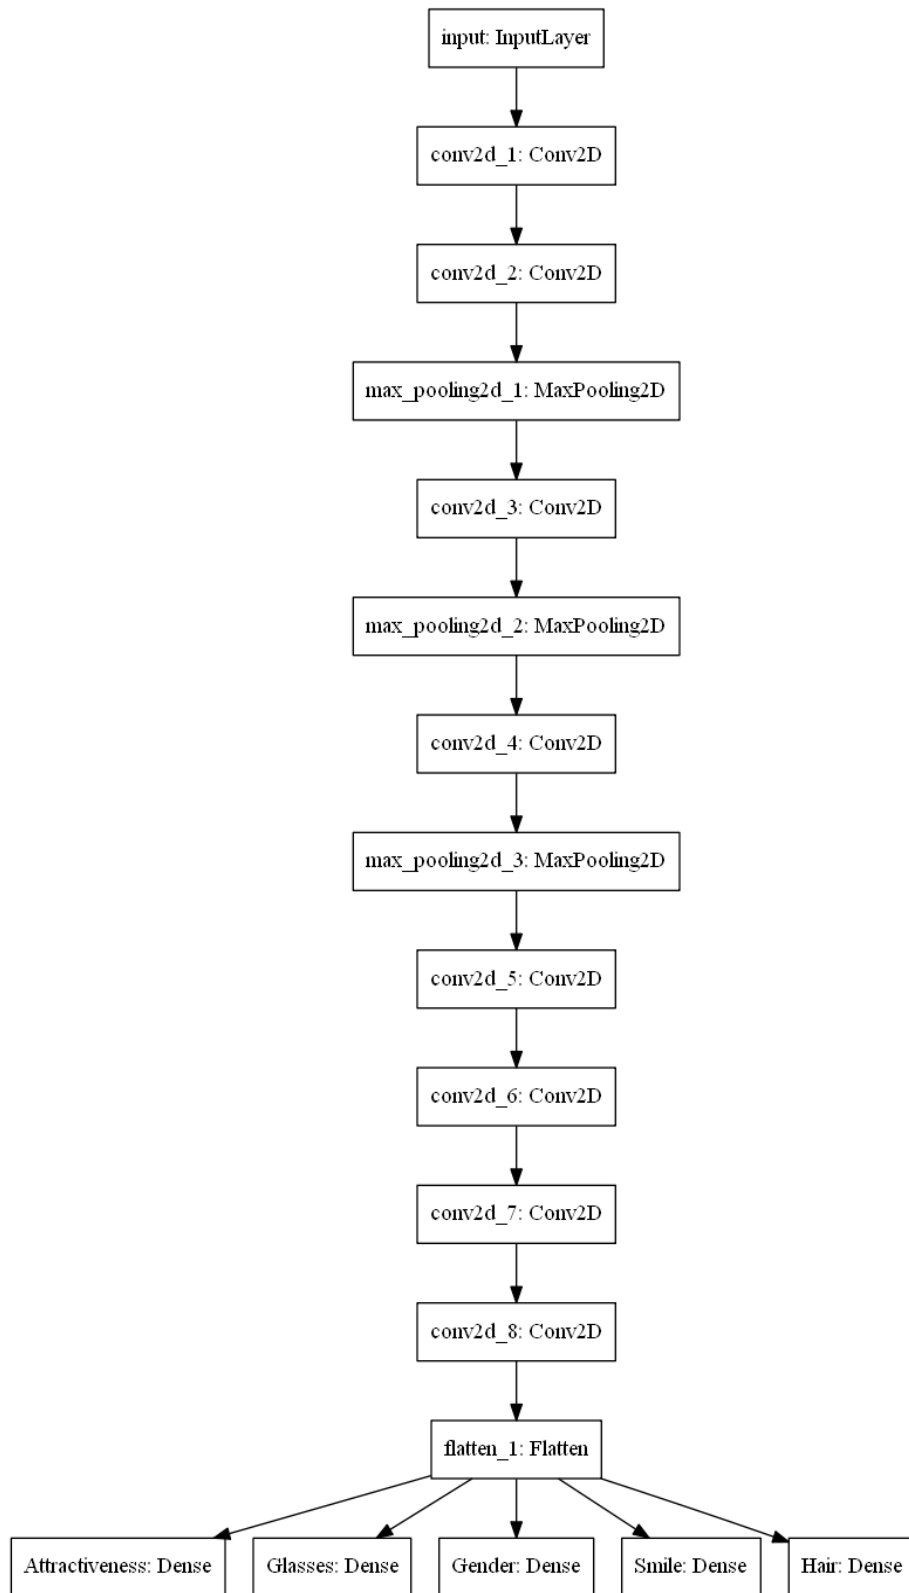 input: InputLayer
conv2d_1: Conv2D
conv2d_2: Conv2D
max_pooling2d_1: MaxPooling2D
conv2d_3: Conv2D
max_pooling2d_2: MaxPooling2D
conv2d_4: Conv2D
max_pooling2d_3: MaxPooling2D
conv2d_5: Conv2D
conv2d_6: Conv2D
conv2d_7: Conv2D
conv2d_8: Conv2D
flatten_1: Flatten
Attractiveness: Dense
Glasses: Dense
Gender: Dense
Smile: Dense
Hair: Dense